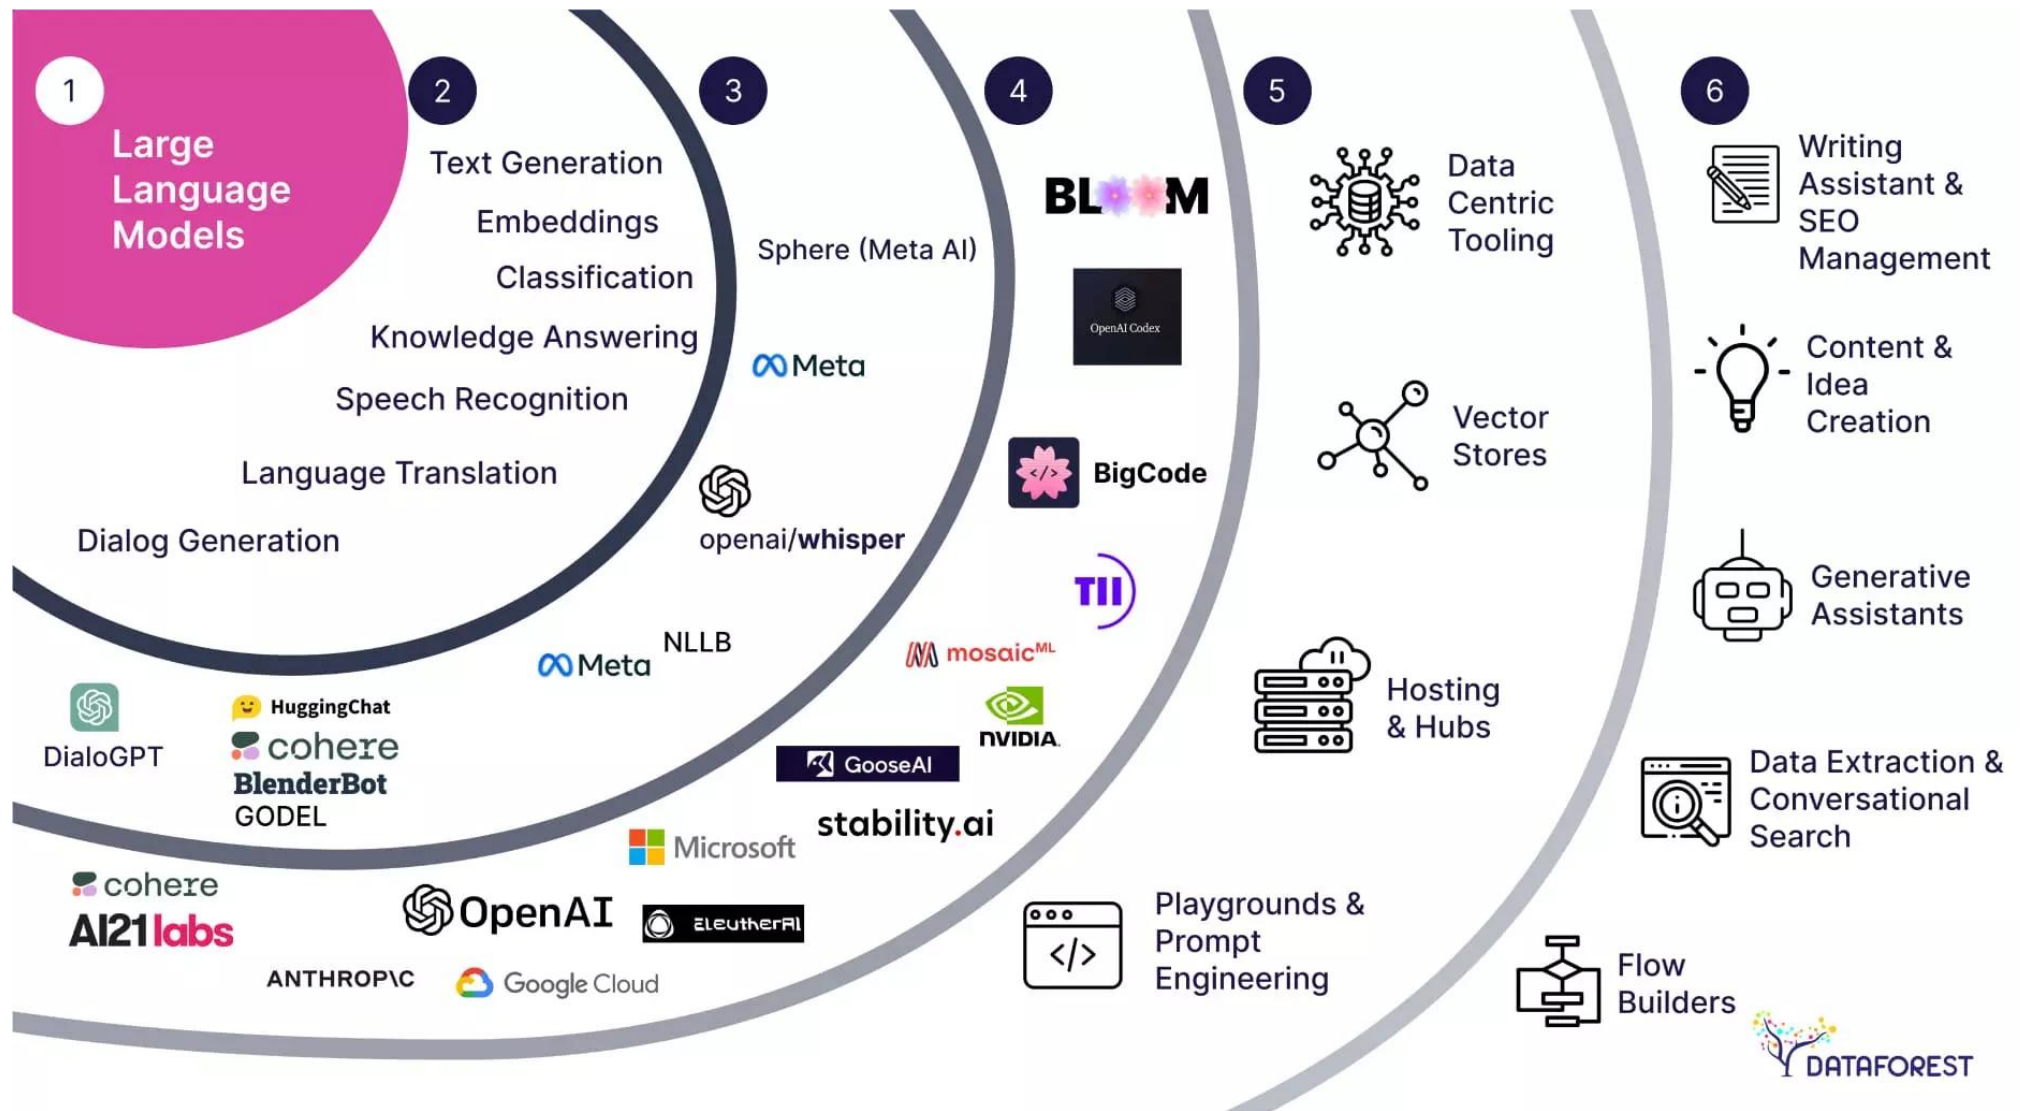 1
Large
Language
Models
2
Text Generation
Embeddings
Classification
Knowledge Answering
Speech Recognition
Language Translation
Dialog Generation
3
Sphere (Meta AI)
Meta
openai/whisper
NLLB
Meta
DialoGPT
HuggingChat
cohere
BlenderBot
GODEL
4
BLOOM
OpenAI Codex
</>
BigCode
TII
mosaicML
NVIDIA.
GooseAI
stability.ai
Microsoft
OpenAI
EleutherAI
cohere
AI21labs
ANTHROP\C
Google Cloud
5
Data
Centric
Tooling
Vector
Stores
Hosting
& Hubs
</>
Playgrounds &
Prompt
Engineering
6
Writing
Assistant &
SEO
Management
Content &
Idea
Creation
Generative
Assistants
Data Extraction &
Conversational
Search
Flow
Builders
DATAFOREST